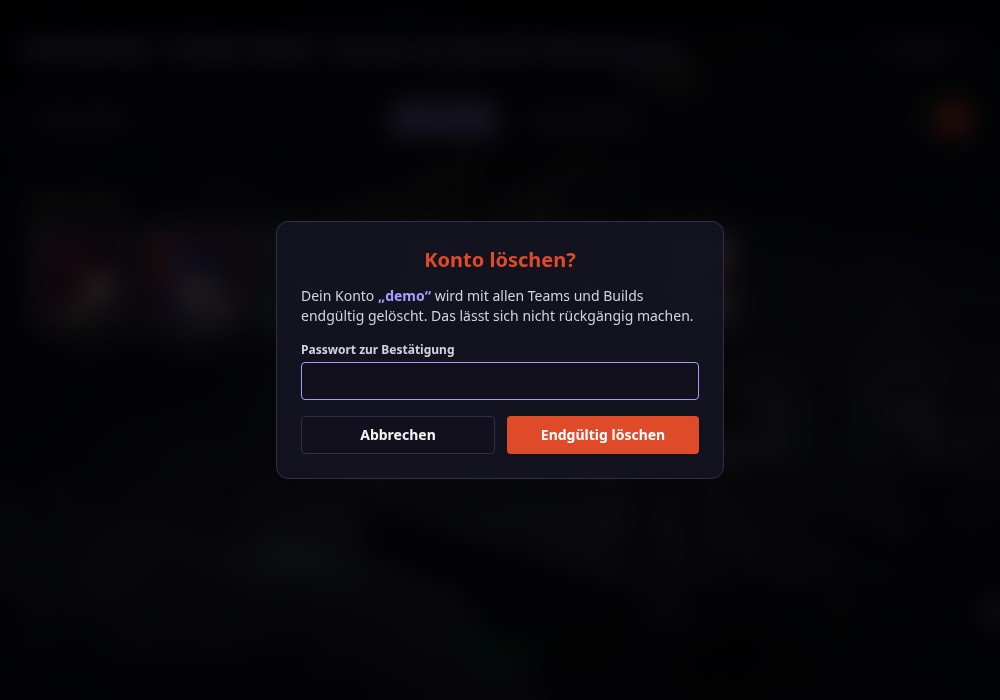 Konto löschen?
Dein Konto „demo“ wird mit allen Teams und Builds
endgültig gelöscht. Das lässt sich nicht rückgängig machen.
Passwort zur Bestätigung
Abbrechen
Endgültig löschen